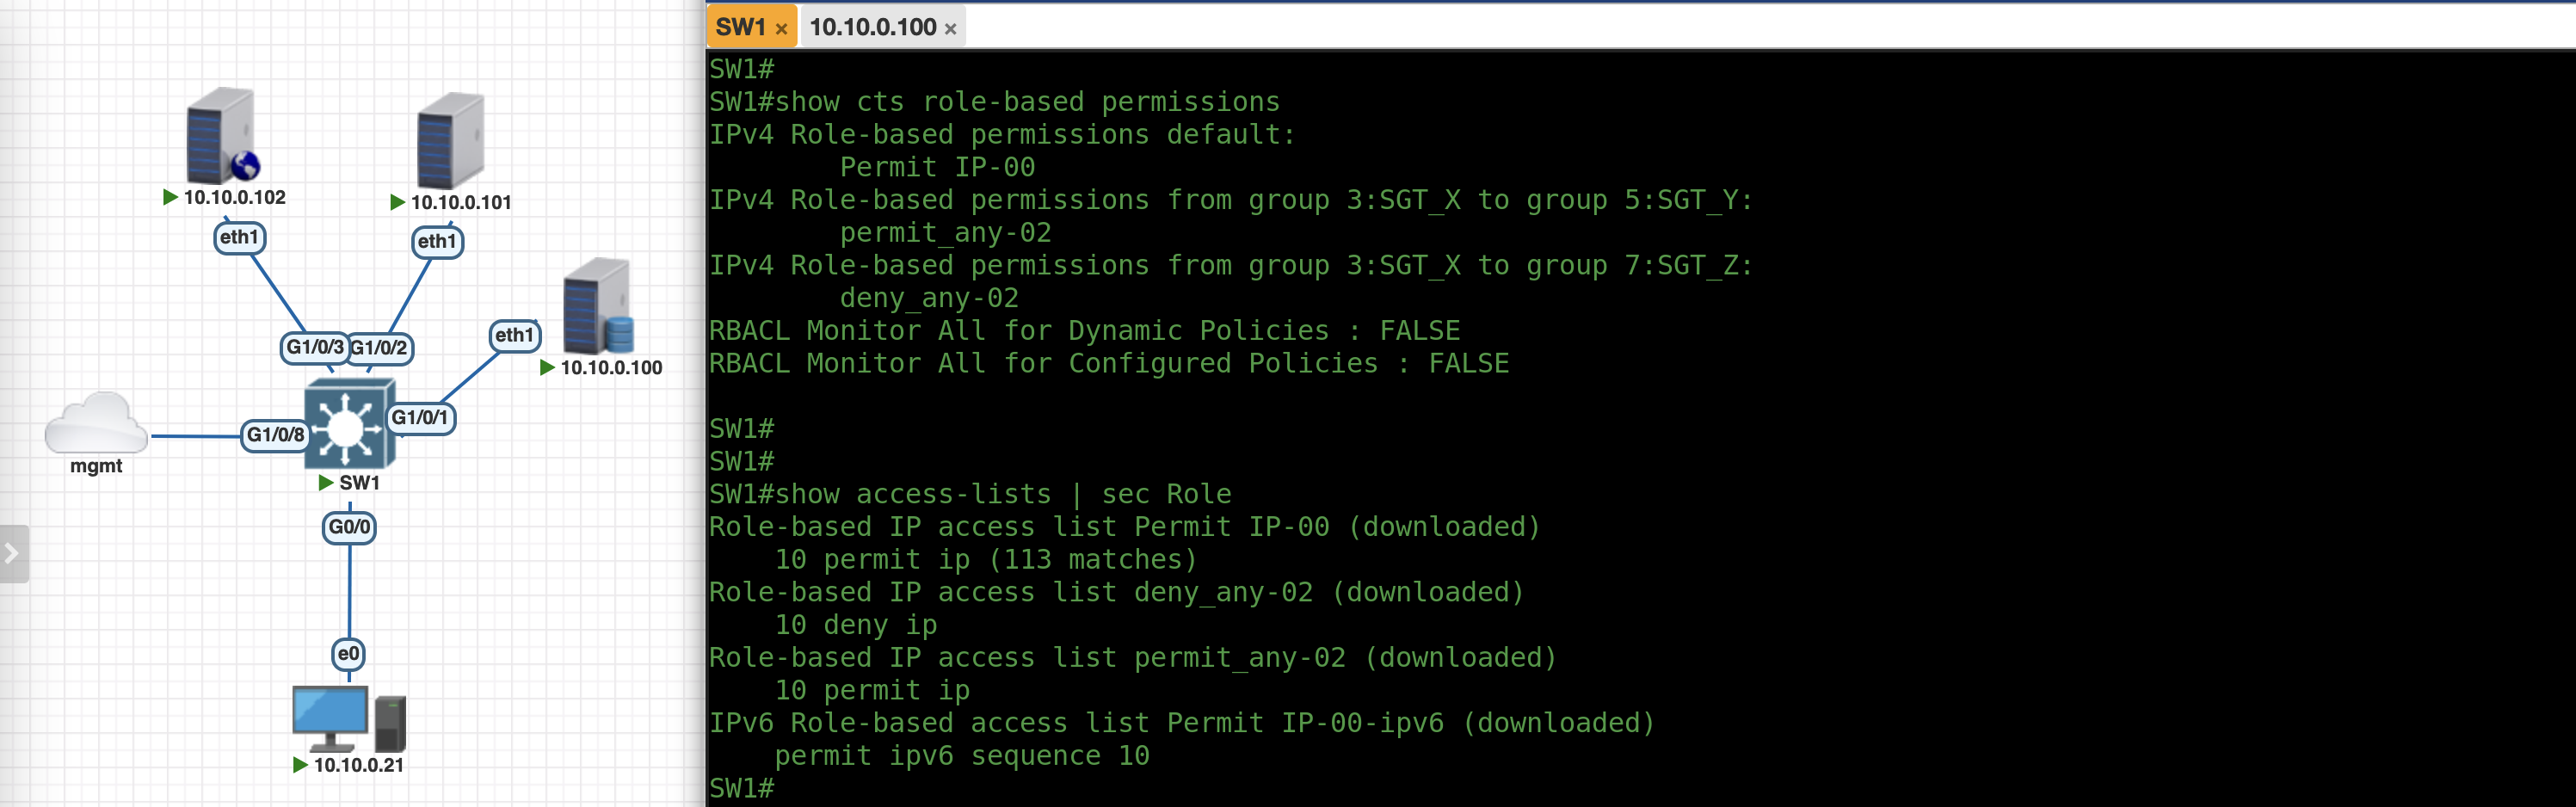 10.10.0.102
10.10.0.101
eth1
eth1
eth1
10.10.0.100
G1/0/3
G1/0/2
G1/0/1
G1/0/8
mgmt
SW1
G0/0
e0
10.10.0.21
SW1 ×
10.10.0.100 ×
SW1#
SW1#show cts role-based permissions
IPv4 Role-based permissions default:
        Permit IP-00
IPv4 Role-based permissions from group 3:SGT_X to group 5:SGT_Y:
        permit_any-02
IPv4 Role-based permissions from group 3:SGT_X to group 7:SGT_Z:
        deny_any-02
RBACL Monitor All for Dynamic Policies : FALSE
RBACL Monitor All for Configured Policies : FALSE

SW1#
SW1#
SW1#show access-lists | sec Role
Role-based IP access list Permit IP-00 (downloaded)
    10 permit ip (113 matches)
Role-based IP access list deny_any-02 (downloaded)
    10 deny ip
Role-based IP access list permit_any-02 (downloaded)
    10 permit ip
IPv6 Role-based access list Permit IP-00-ipv6 (downloaded)
    permit ipv6 sequence 10
SW1#